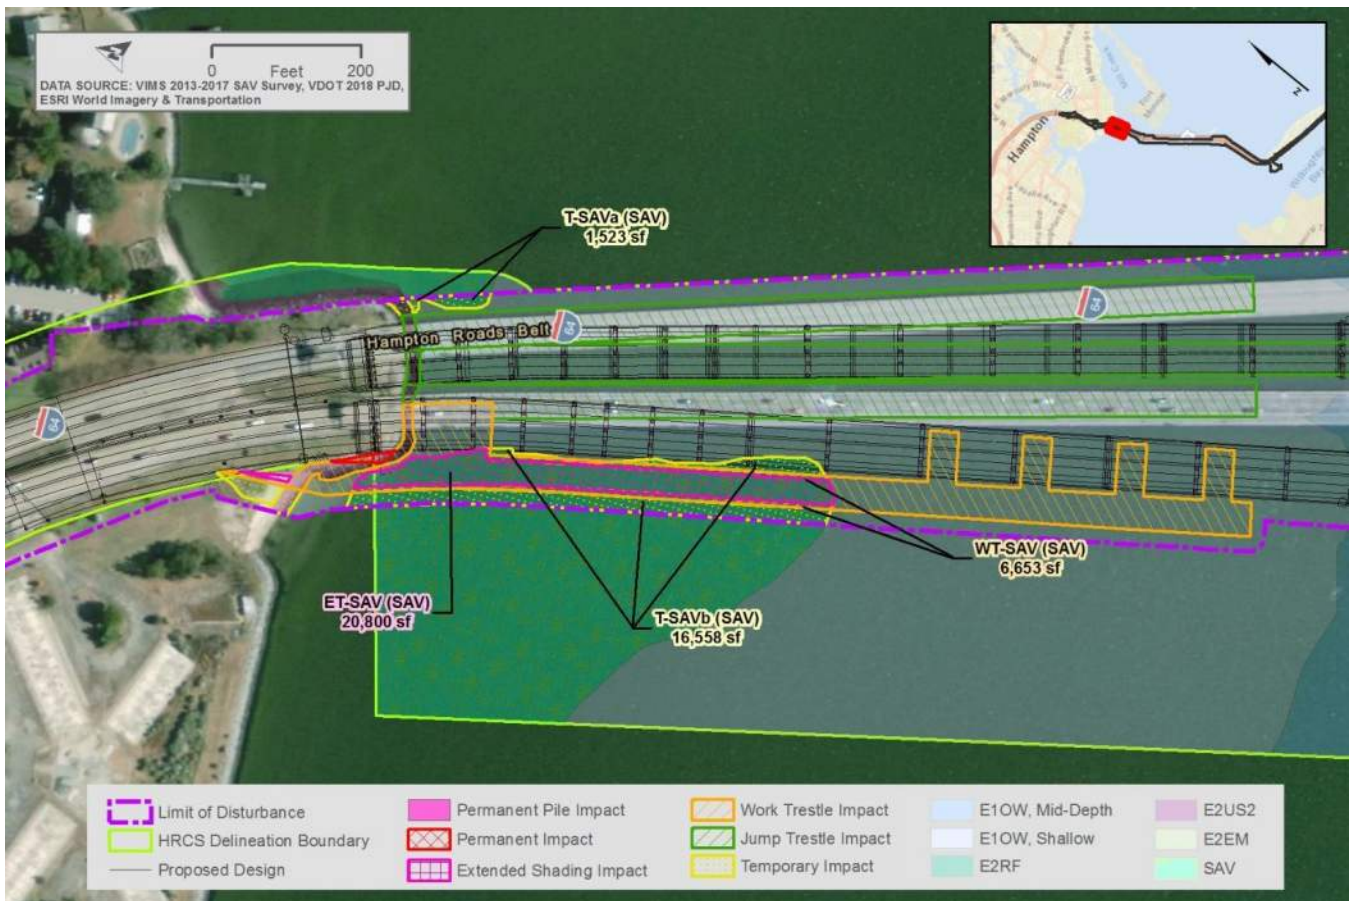 0 Feet 200
DATA SOURCE: VIMS 2013-2017 SAV Survey, VDOT 2018 PJD,
ESRI World Imagery & Transportation
Hampton
N
T-SAVa (SAV)
1,523 sf
64
64
Hampton Roads Belt
64
ET-SAV (SAV)
20,800 sf
T-SAVb (SAV)
16,558 sf
WT-SAV (SAV)
6,653 sf
Limit of Disturbance
HRCS Delineation Boundary
Proposed Design
Permanent Pile Impact
Permanent Impact
Extended Shading Impact
Work Trestle Impact
Jump Trestle Impact
Temporary Impact
E1OW, Mid-Depth
E1OW, Shallow
E2RF
E2US2
E2EM
SAV